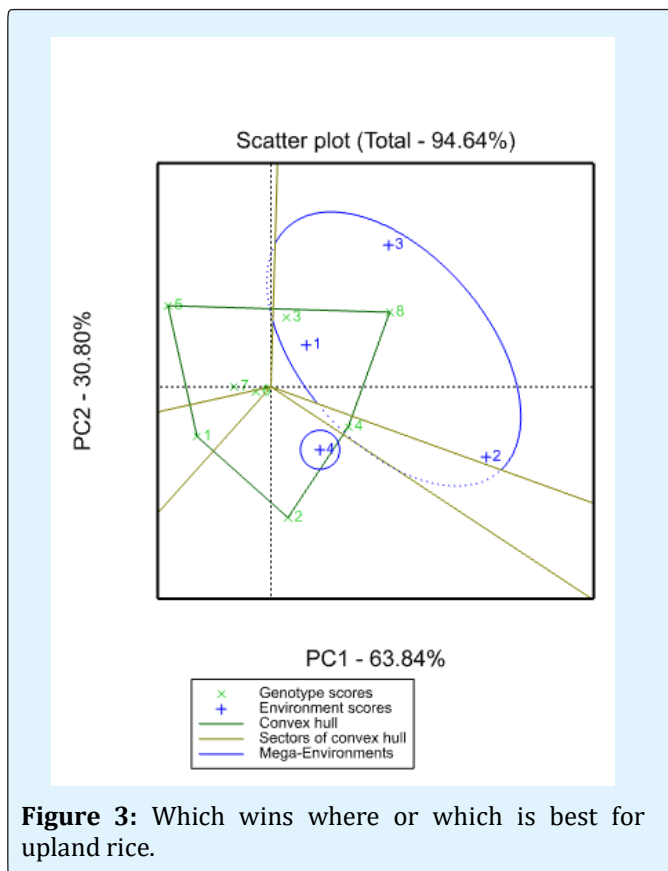 Scatter plot (Total - 94.64%)
PC2 - 30.80%
5
3
8
3
1
7
6
4
1
4
2
2
PC1 - 63.84%
Genotype scores
Environment scores
Convex hull
Sectors of convex hull
Mega-Environments
Figure 3: Which wins where or which is best for
upland rice.